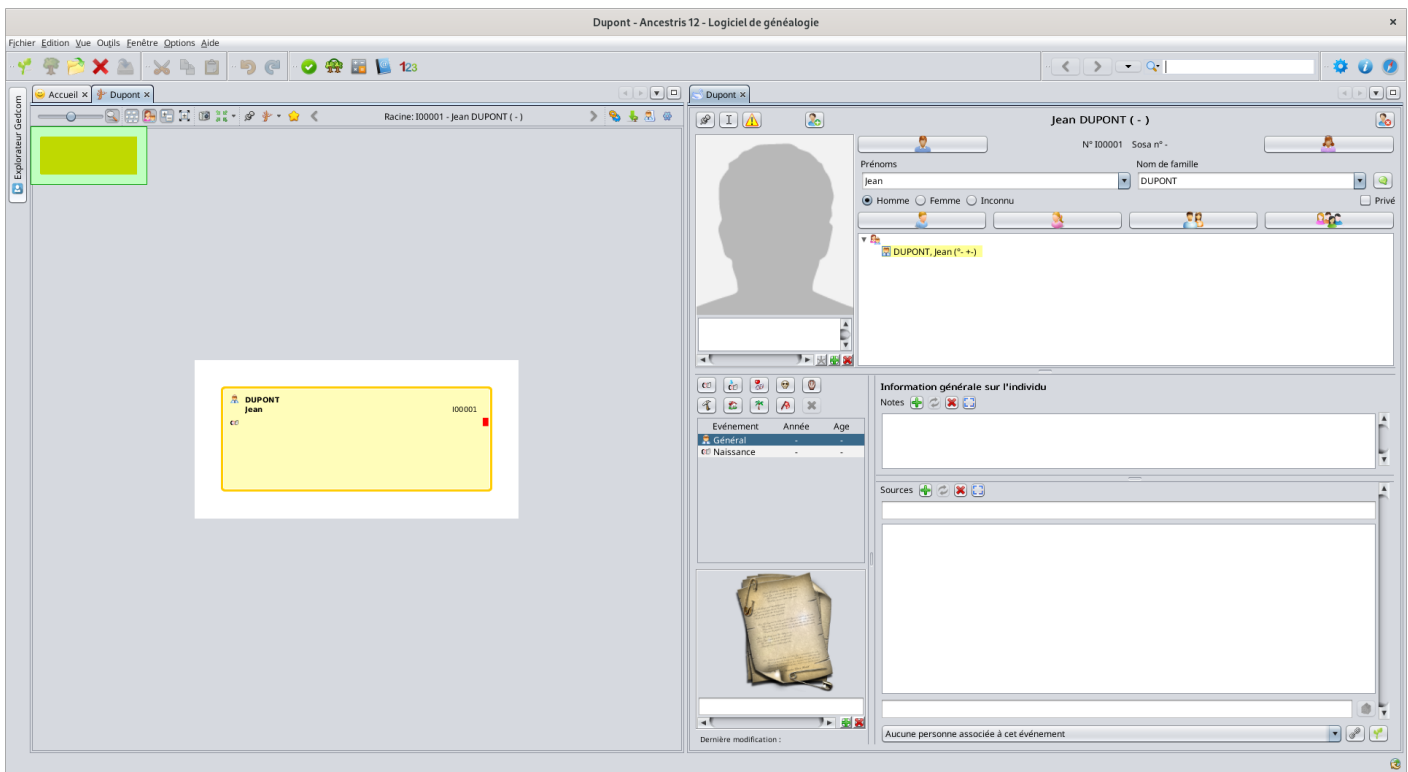 Dupont - Ancestris 12 - Logiciel de généalogie
Fichier Edition Vue Outils Fenêtre Options Aide
123
Explorateur Gedcom
Accueil
Dupont
Racine: I00001 - Jean DUPONT ( - )
DUPONT
Jean
I00001
Dupont
Jean DUPONT ( - )
N° I00001 Sosa n° -
Prénoms
Nom de famille
Jean
DUPONT
Homme Femme Inconnu
Privé
DUPONT, Jean (°- +-)
Evénement Année Age
Général - -
Naissance - -
Dernière modification :
Information générale sur l'individu
Notes
Sources
Aucune personne associée à cet événement